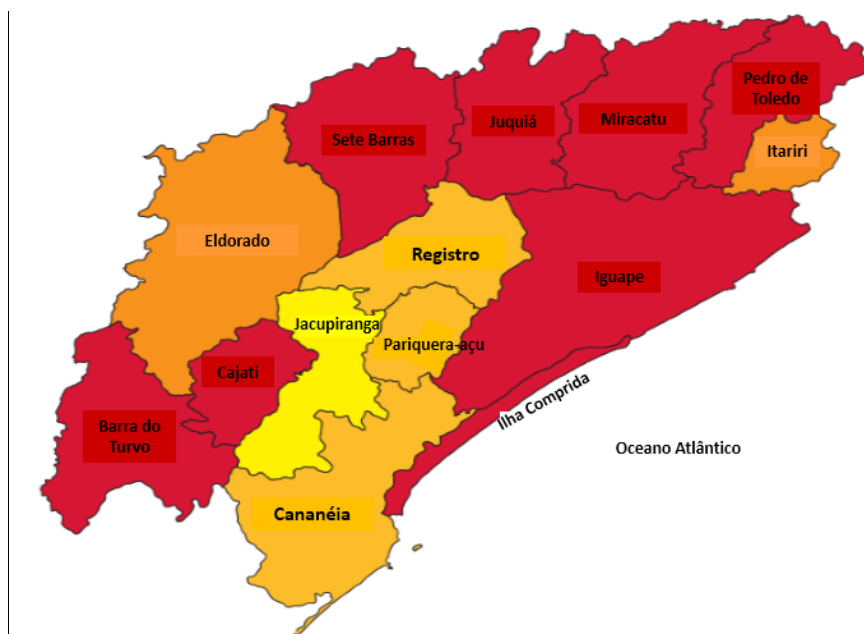 Pedro de
Toledo
Sete Barras
Juquiá
Miracatu
Itariri
Eldorado
Registro
Iguape
Jacupiranga
Pariquera-açu
Cajati
Ilha Comprida
Barra do
Turvo
Oceano Atlântico
Cananéia